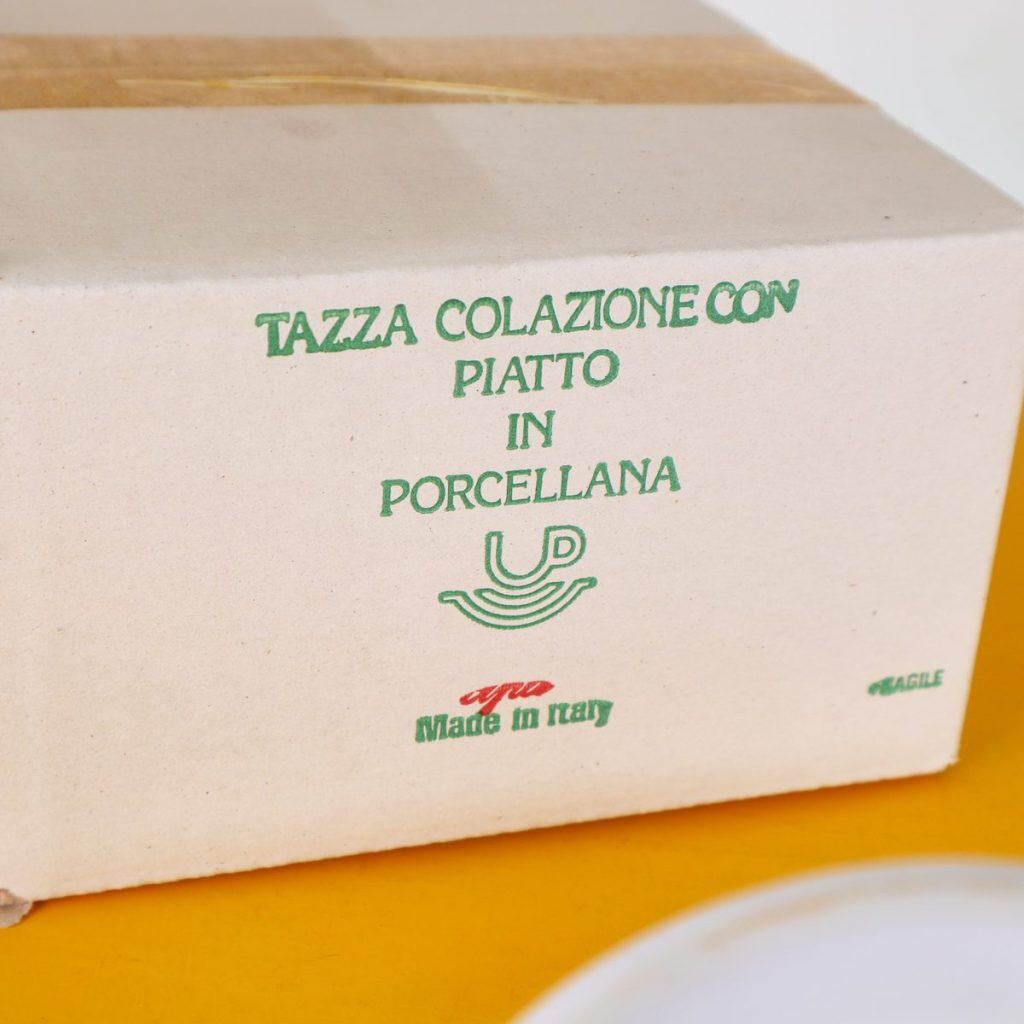 TAZZA COLAZIONE CON
PIATTO
IN
PORCELLANA
apa
Made in Italy
FRAGILE